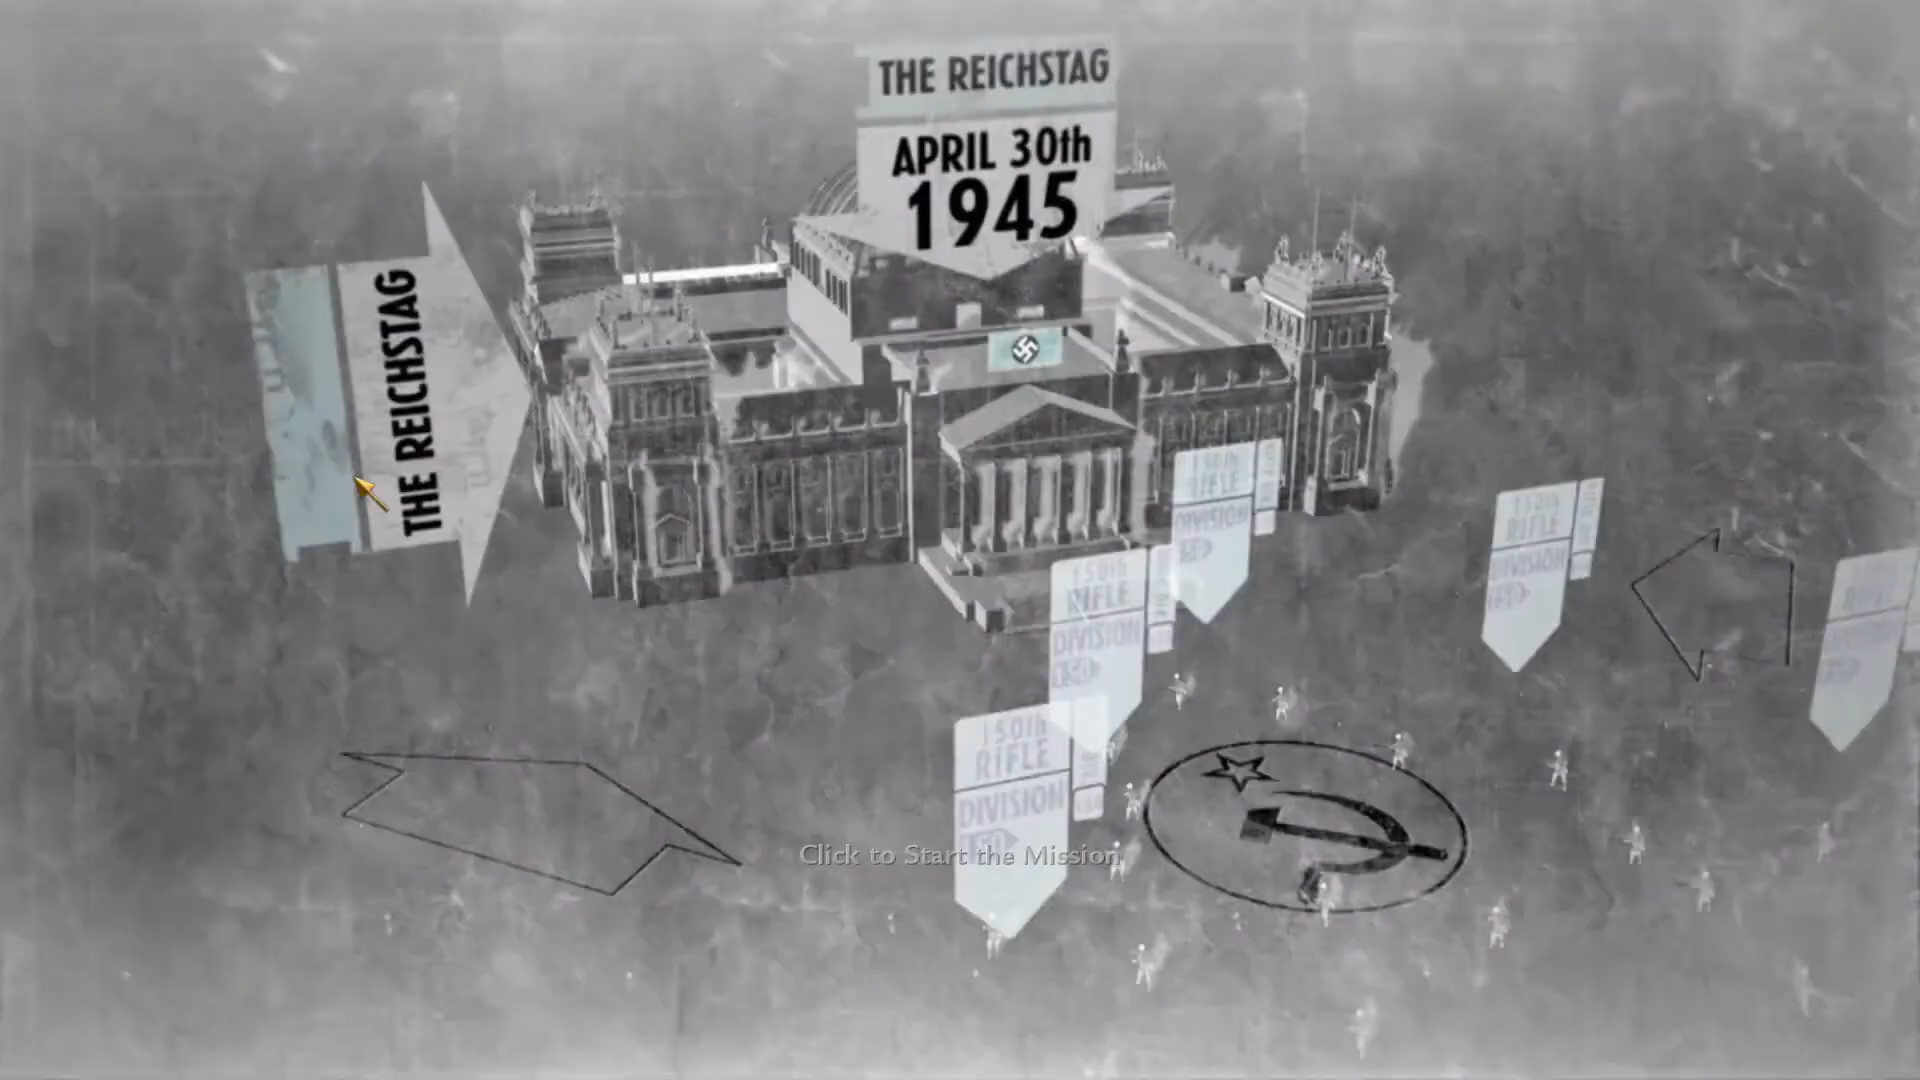 THE REICHSTAG
APRIL 30th
1945
THE REICHSTAG
150th
RIFLE
DIVISION
150th
RIFLE
DIVISION
150th
RIFLE
DIVISION
150
150th
RIFLE
DIVISION
Click to Start the Mission